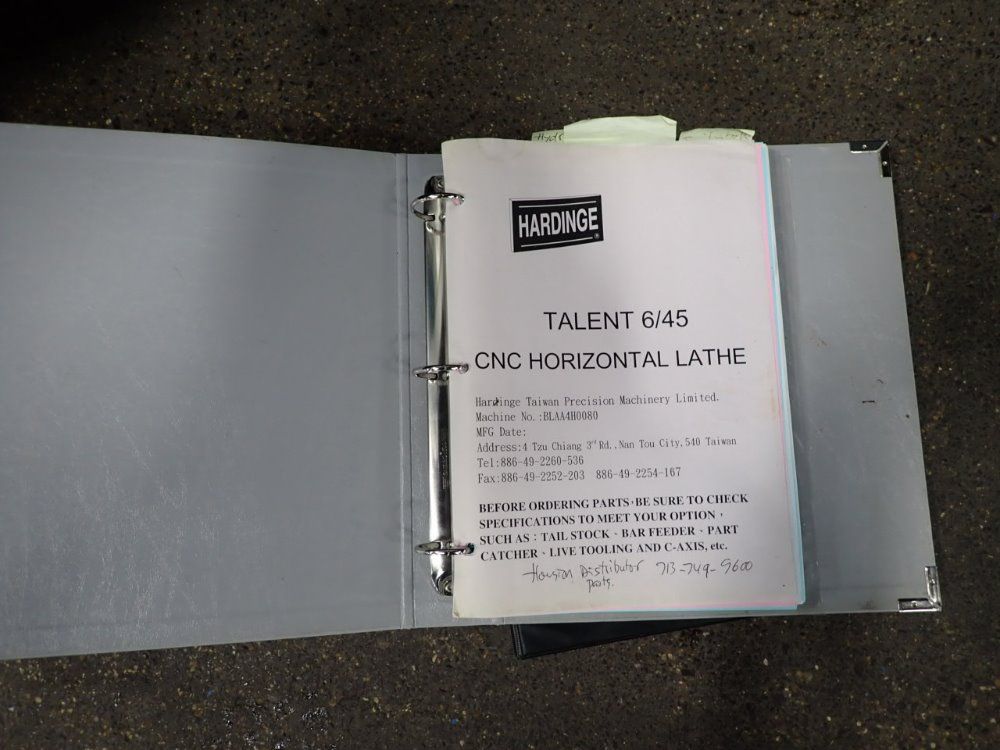 HARDINGE
TALENT 6/45
CNC HORIZONTAL LATHE
Hardinge Taiwan Precision Machinery Limited.
Machine No.:BLAA4H0080
MFG Date:
Address:4 Tzu Chiang 3rd Rd., Nan Tou City, 540 Taiwan
Tel:886-49-2260-536
Fax:886-49-2252-203 886-49-2254-167
BEFORE ORDERING PARTS,BE SURE TO CHECK
SPECIFICATIONS TO MEET YOUR OPTION,
SUCH AS:TAIL STOCK、BAR FEEDER、PART
CATCHER、LIVE TOOLING AND C-AXIS, etc.
Distributor 713-749-9600
parts.